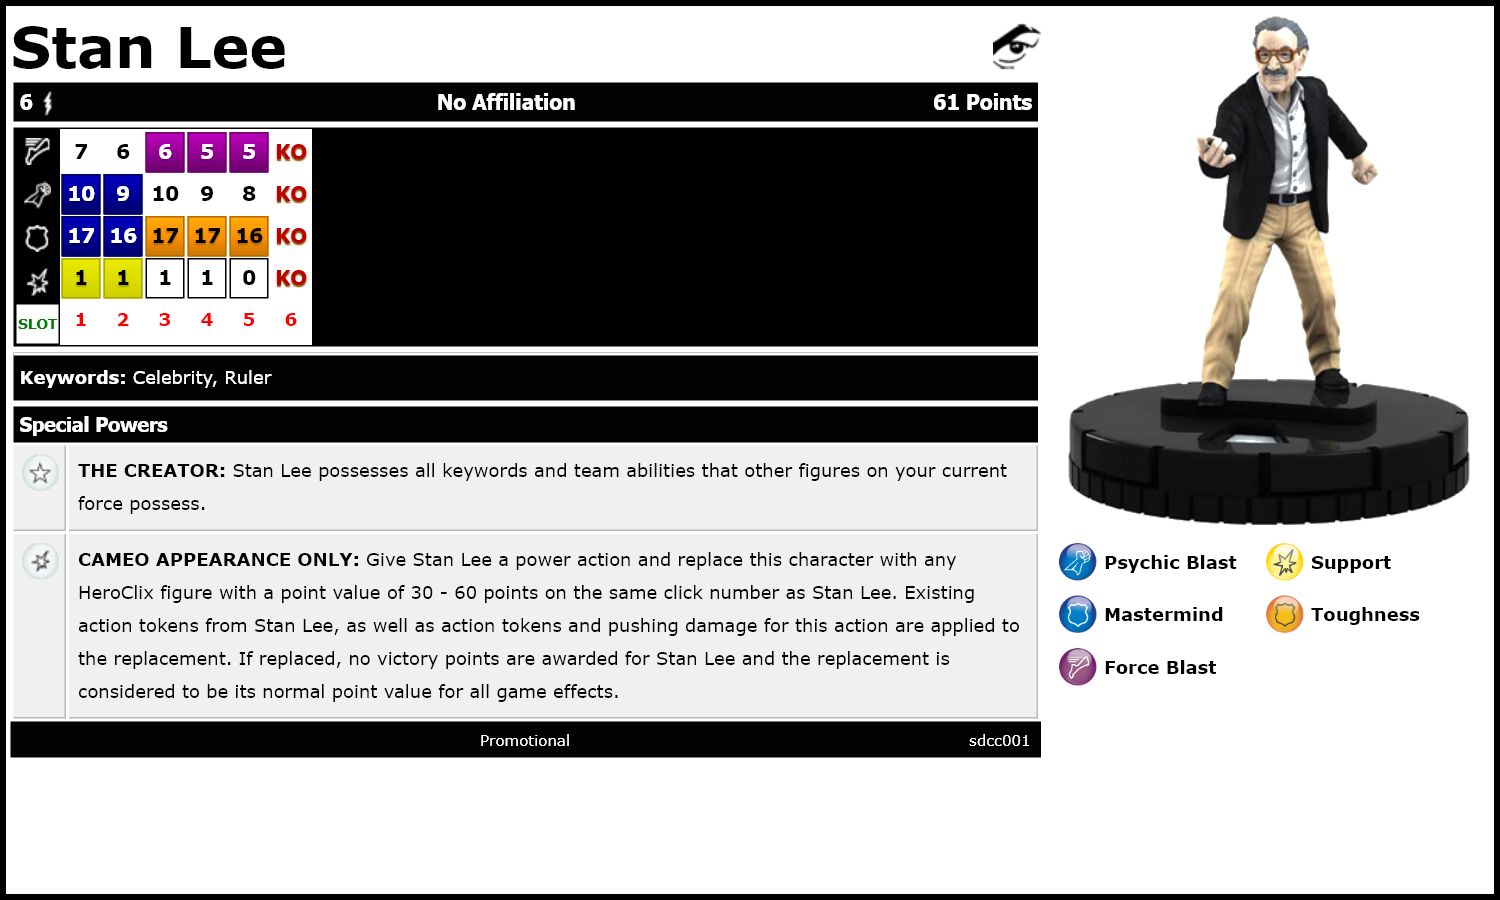 Stan Lee
6 No Affiliation 61 Points
7 6 6 5 5 KO
10 9 10 9 8 KO
17 16 17 17 16 KO
1 1 1 1 0 KO
SLOT 1 2 3 4 5 6
Keywords: Celebrity, Ruler
Special Powers
THE CREATOR: Stan Lee possesses all keywords and team abilities that other figures on your current
force possess.
CAMEO APPEARANCE ONLY: Give Stan Lee a power action and replace this character with any
HeroClix figure with a point value of 30 - 60 points on the same click number as Stan Lee. Existing
action tokens from Stan Lee, as well as action tokens and pushing damage for this action are applied to
the replacement. If replaced, no victory points are awarded for Stan Lee and the replacement is
considered to be its normal point value for all game effects.
Promotional sdcc001
Psychic Blast Support
Mastermind Toughness
Force Blast